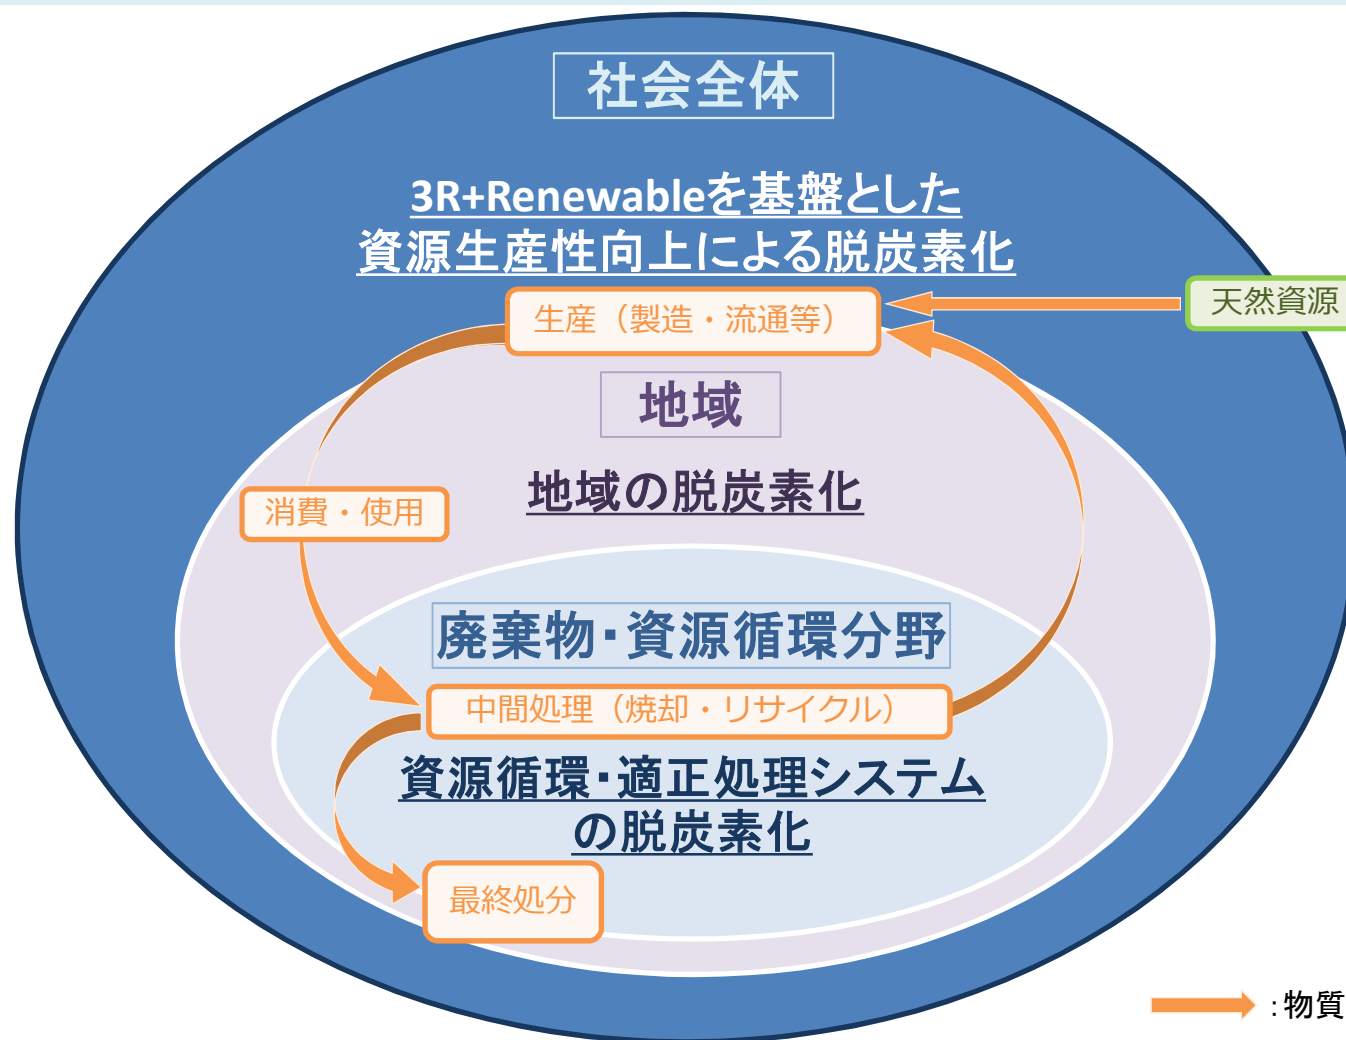 社会全体
3R+Renewableを基盤とした
資源生産性向上による脱炭素化
天然資源
生産（製造・流通等）
地域
地域の脱炭素化
消費・使用
廃棄物・資源循環分野
中間処理（焼却・リサイクル）
資源循環・適正処理システム
の脱炭素化
最終処分
：物質